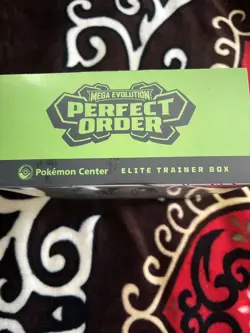 MEGA EVOLUTION
PERFECT
ORDER
Pokémon Center ELITE TRAINER BOX